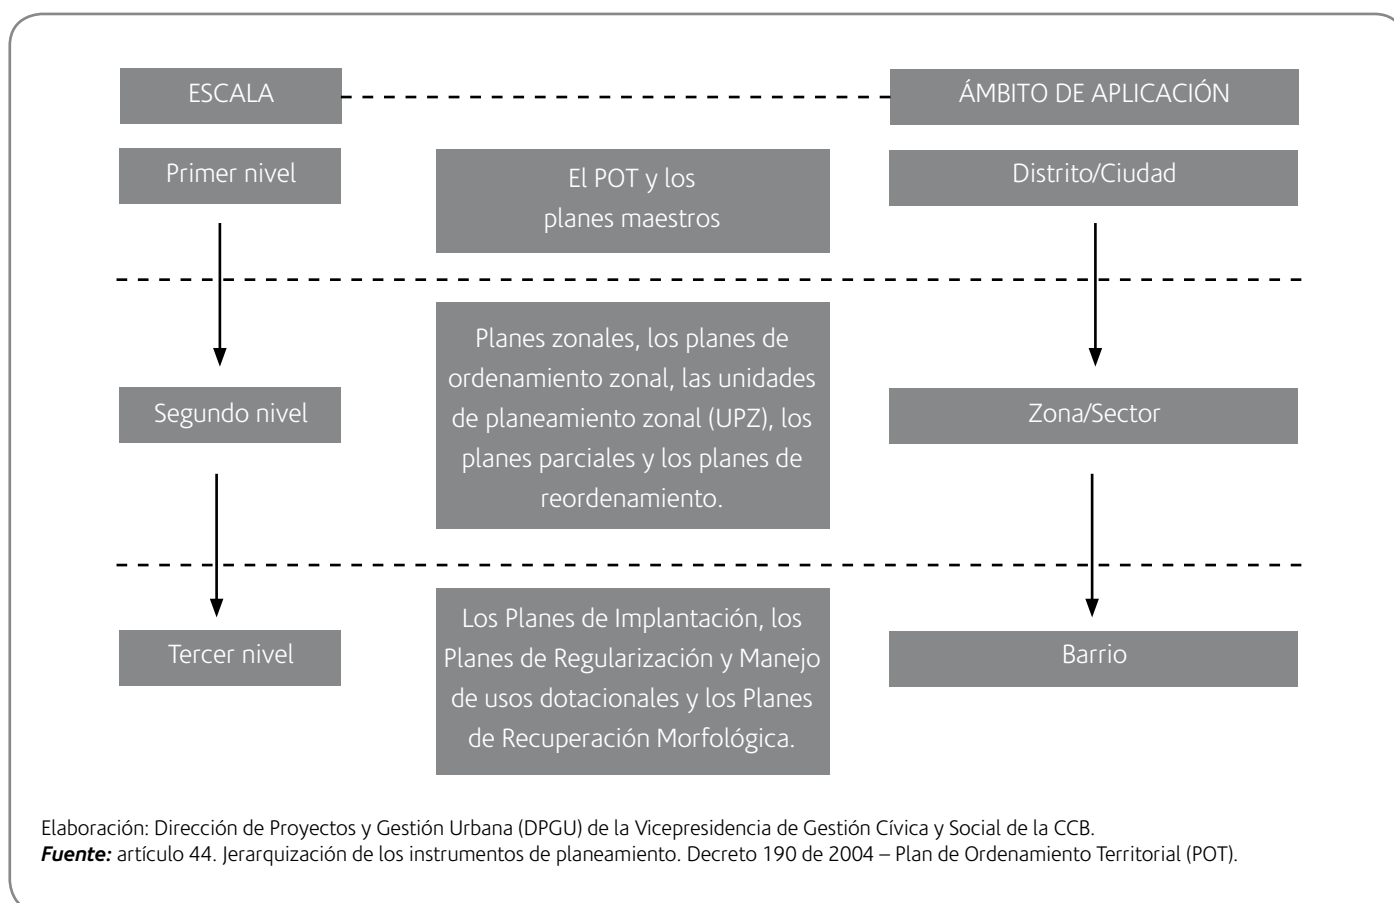 ESCALA
ÁMBITO DE APLICACIÓN
Primer nivel
El POT y los
planes maestros
Distrito/Ciudad
Planes zonales, los planes de
ordenamiento zonal, las unidades
de planeamiento zonal (UPZ), los
planes parciales y los planes de
reordenamiento.
Segundo nivel
Zona/Sector
Los Planes de Implantación, los
Planes de Regularización y Manejo
de usos dotacionales y los Planes
de Recuperación Morfológica.
Tercer nivel
Barrio
Elaboración: Dirección de Proyectos y Gestión Urbana (DPGU) de la Vicepresidencia de Gestión Cívica y Social de la CCB.
Fuente: artículo 44. Jerarquización de los instrumentos de planeamiento. Decreto 190 de 2004 – Plan de Ordenamiento Territorial (POT).